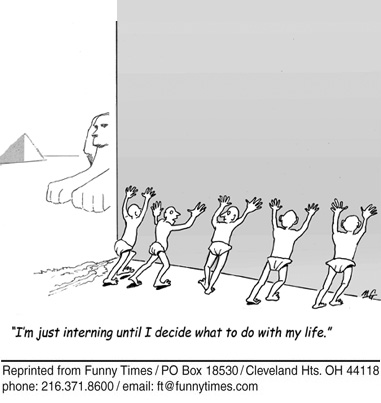 "I'm just interning until I decide what to do with my life."
Reprinted from Funny Times / PO Box 18530 / Cleveland Hts. OH 44118
phone: 216.371.8600 / email: ft@funnytimes.com